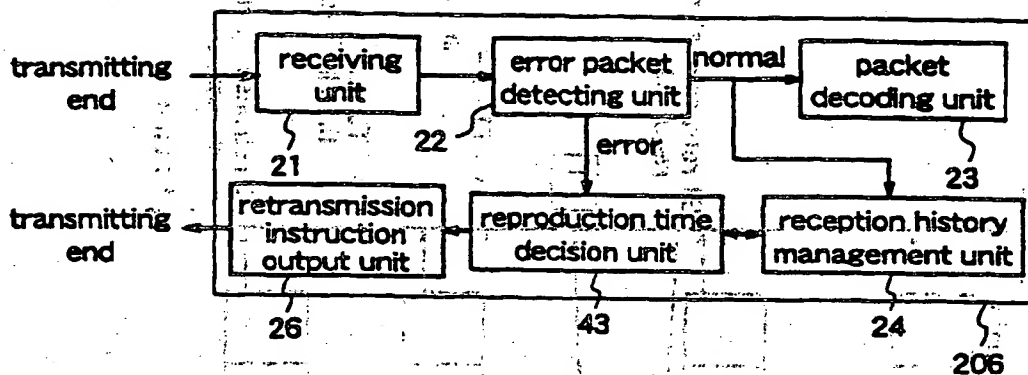 transmitting
end
receiving
unit
21
error packet
detecting unit
22
normal
error
packet
decoding unit
23
transmitting
end
retransmission
instruction
output unit
26
reproduction time
decision unit
43
reception history
management unit
24
206